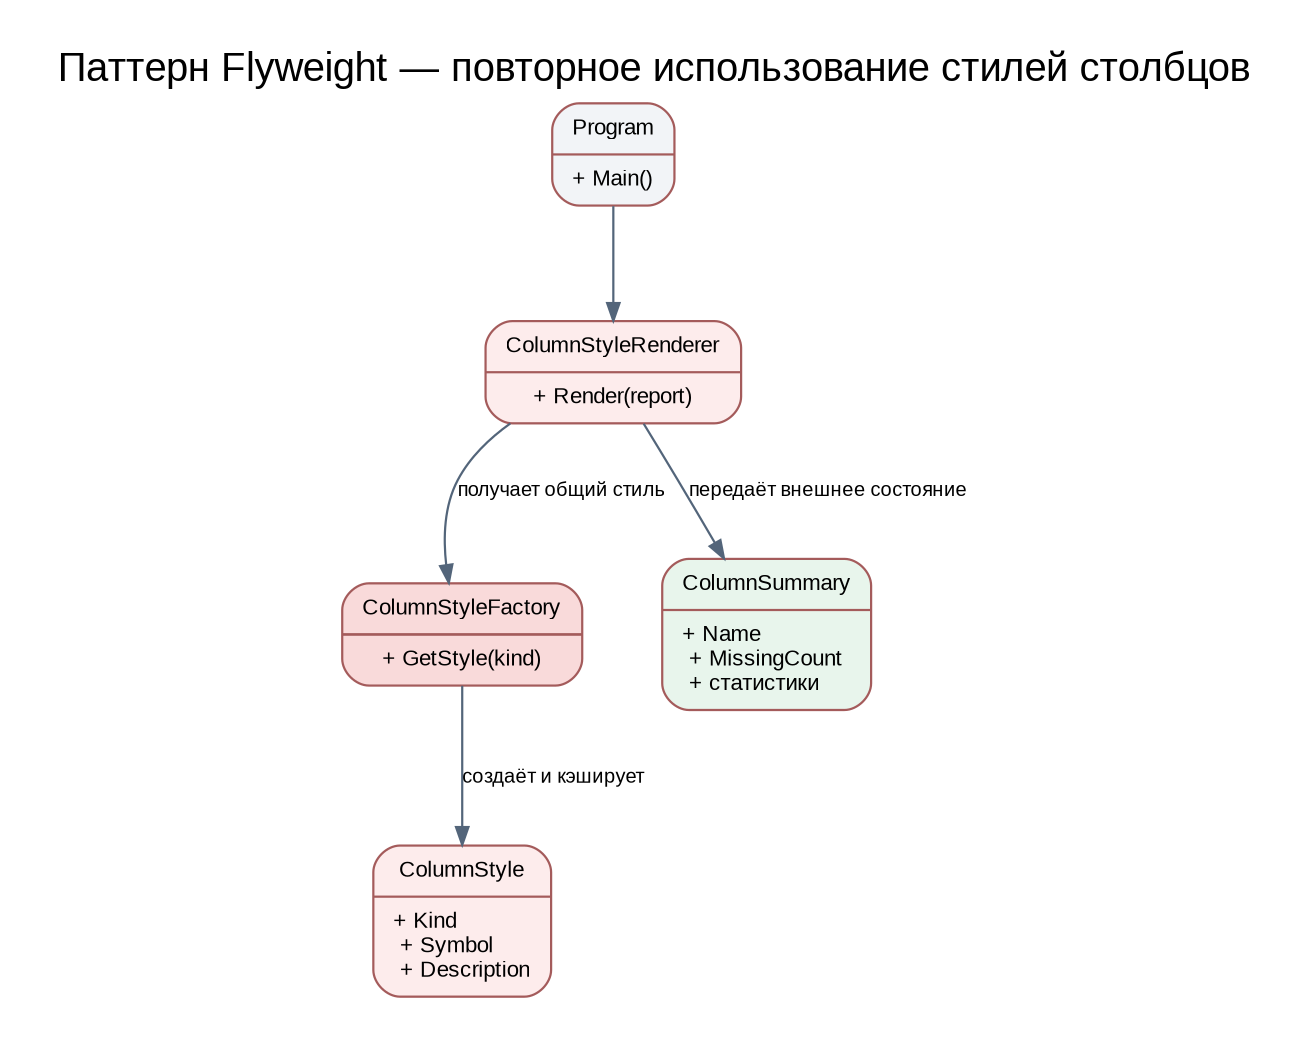 Паттерн Flyweight — повторное использование стилей столбцов
Program
+ Main()
ColumnStyleRenderer
+ Render(report)
получает общий стиль
передаёт внешнее состояние
ColumnStyleFactory
+ GetStyle(kind)
ColumnSummary
+ Name
+ MissingCount
+ статистики
создаёт и кэширует
ColumnStyle
+ Kind
+ Symbol
+ Description